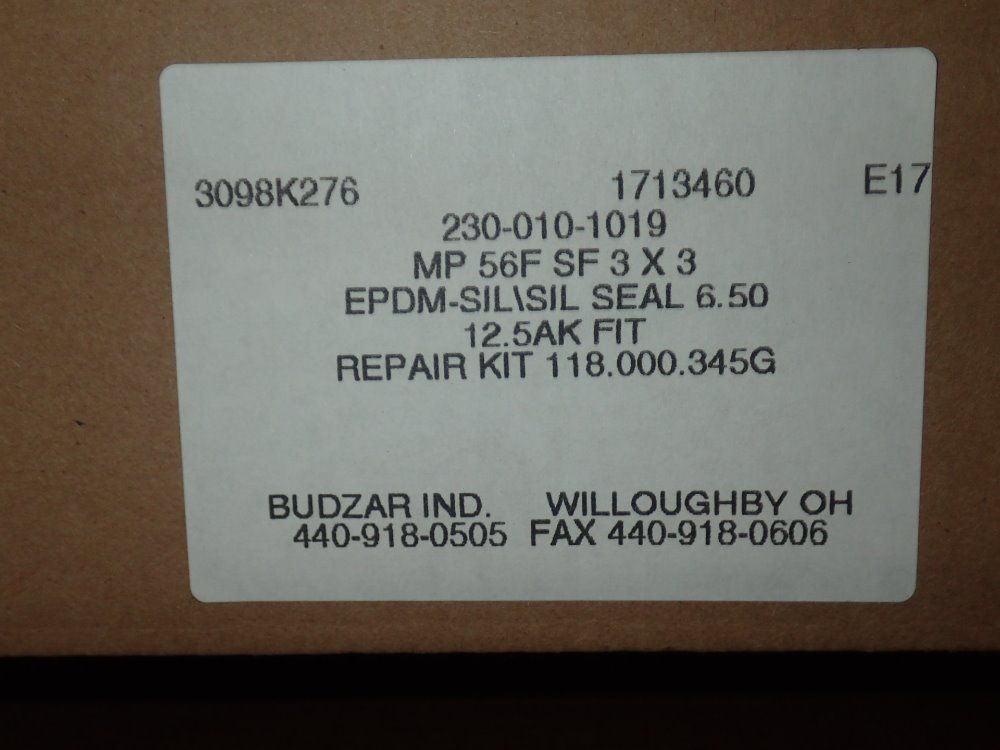 3098K276 1713460 E17
230-010-1019
MP 56F SF 3 X 3
EPDM-SIL\SIL SEAL 6.50
12.5AK FIT
REPAIR KIT 118.000.345G
BUDZAR IND. WILLOUGHBY OH
440-918-0505 FAX 440-918-0606